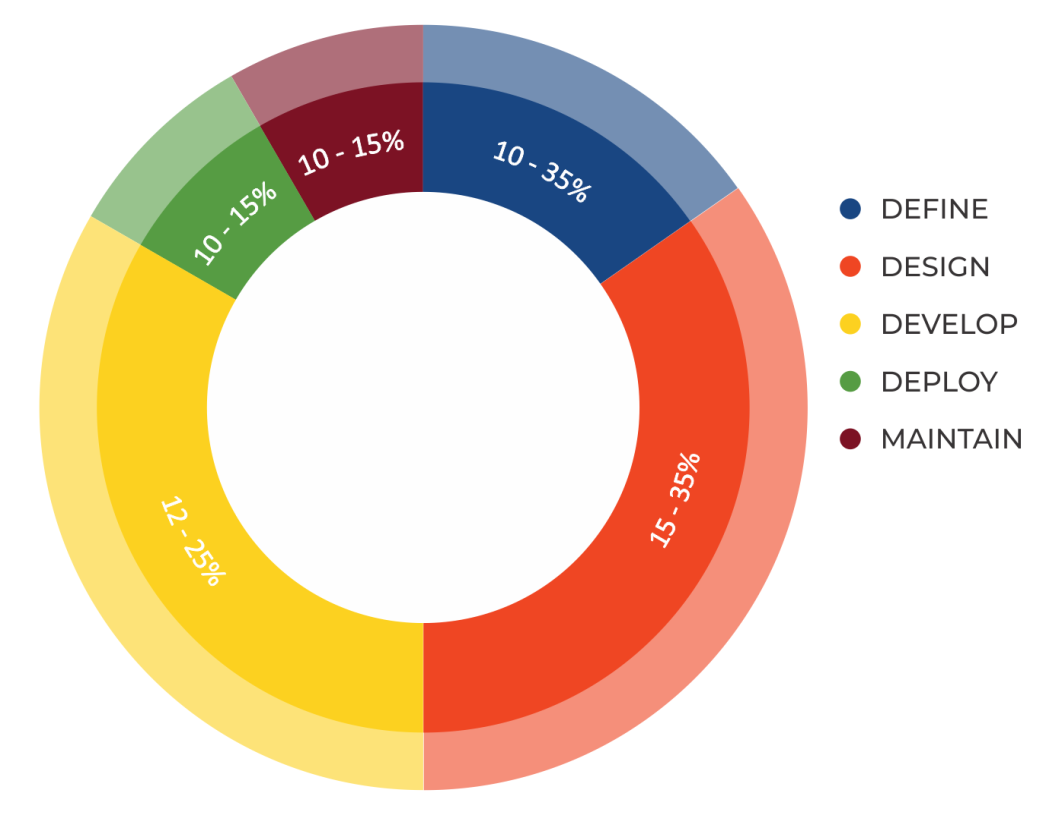 10 - 15%
10 - 35%
10 - 15%
12 - 25%
15 - 35%
DEFINE
DESIGN
DEVELOP
DEPLOY
MAINTAIN